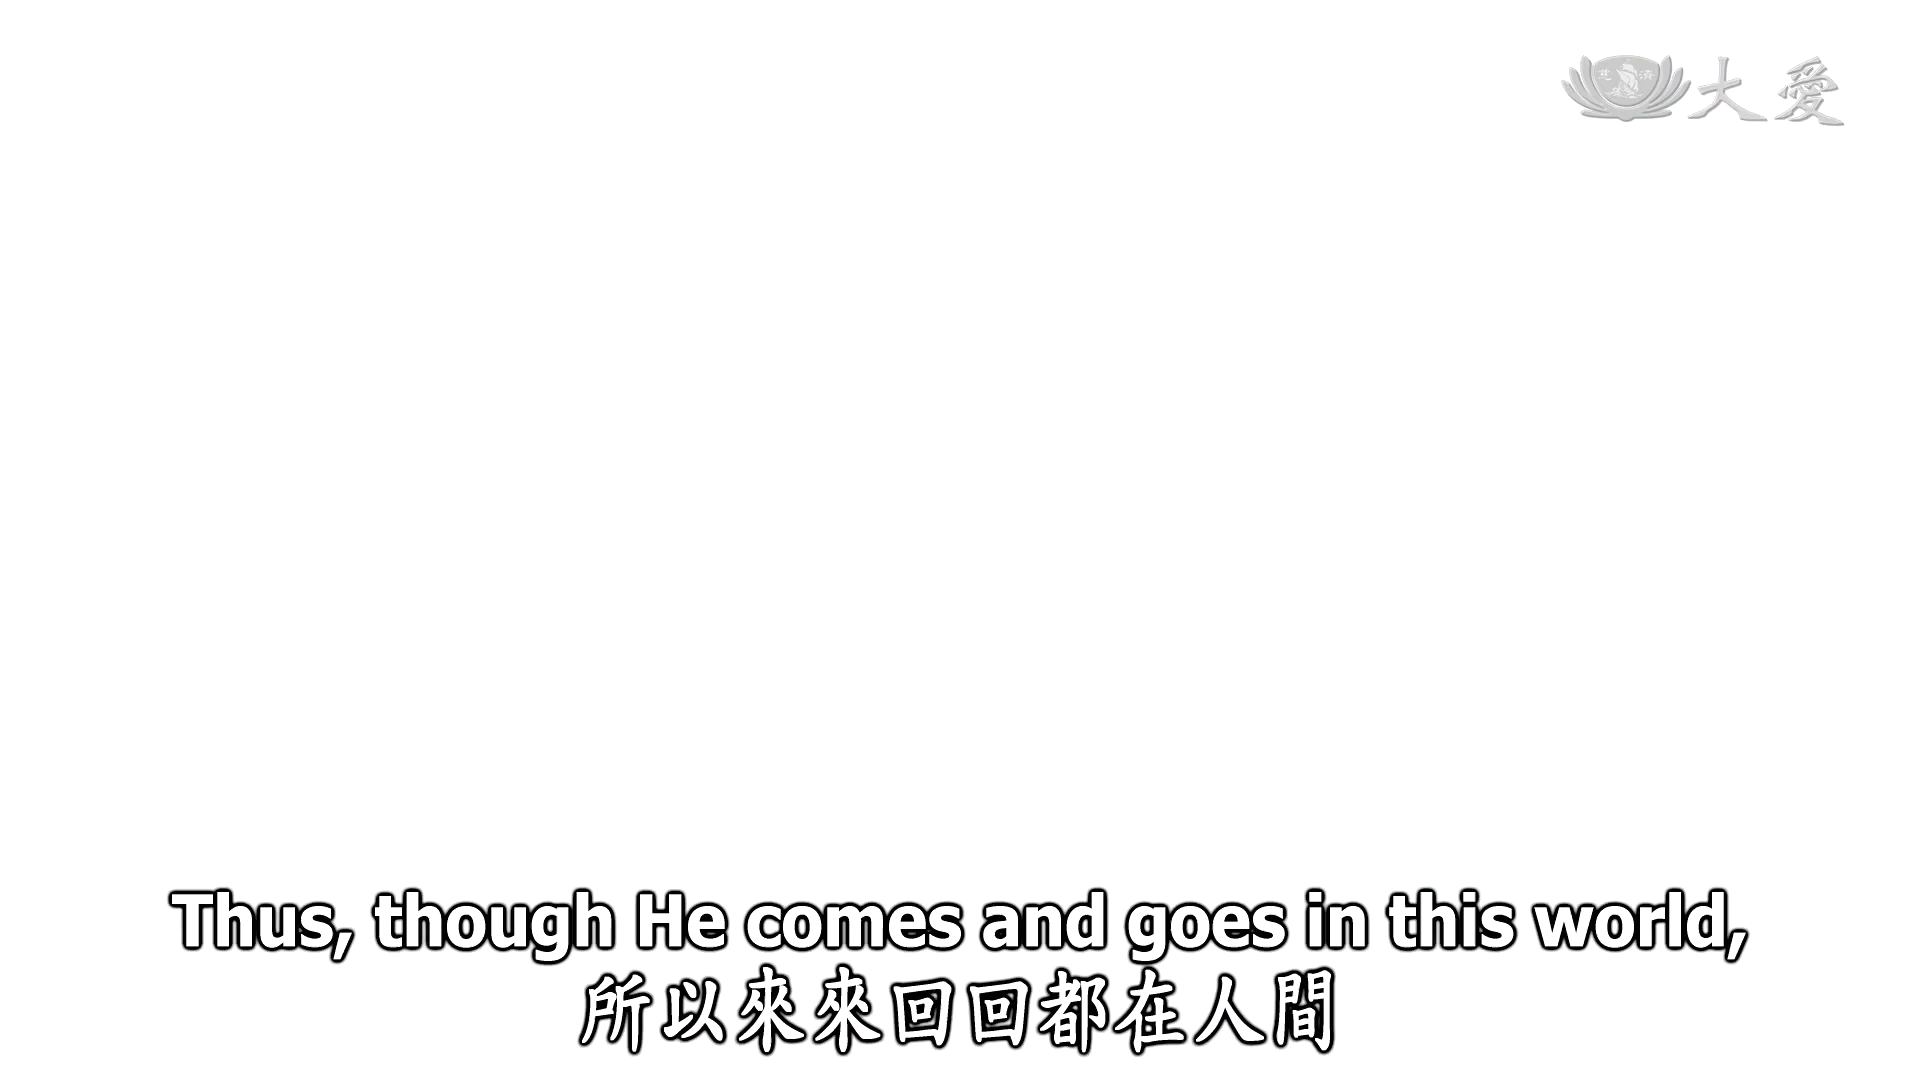 大愛
Thus, though He comes and goes in this world,
所以來來回回都在人間